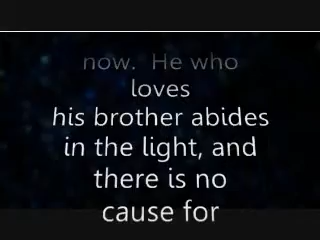 now.  He who
loves
his brother abides
in the light, and
there is no
cause for